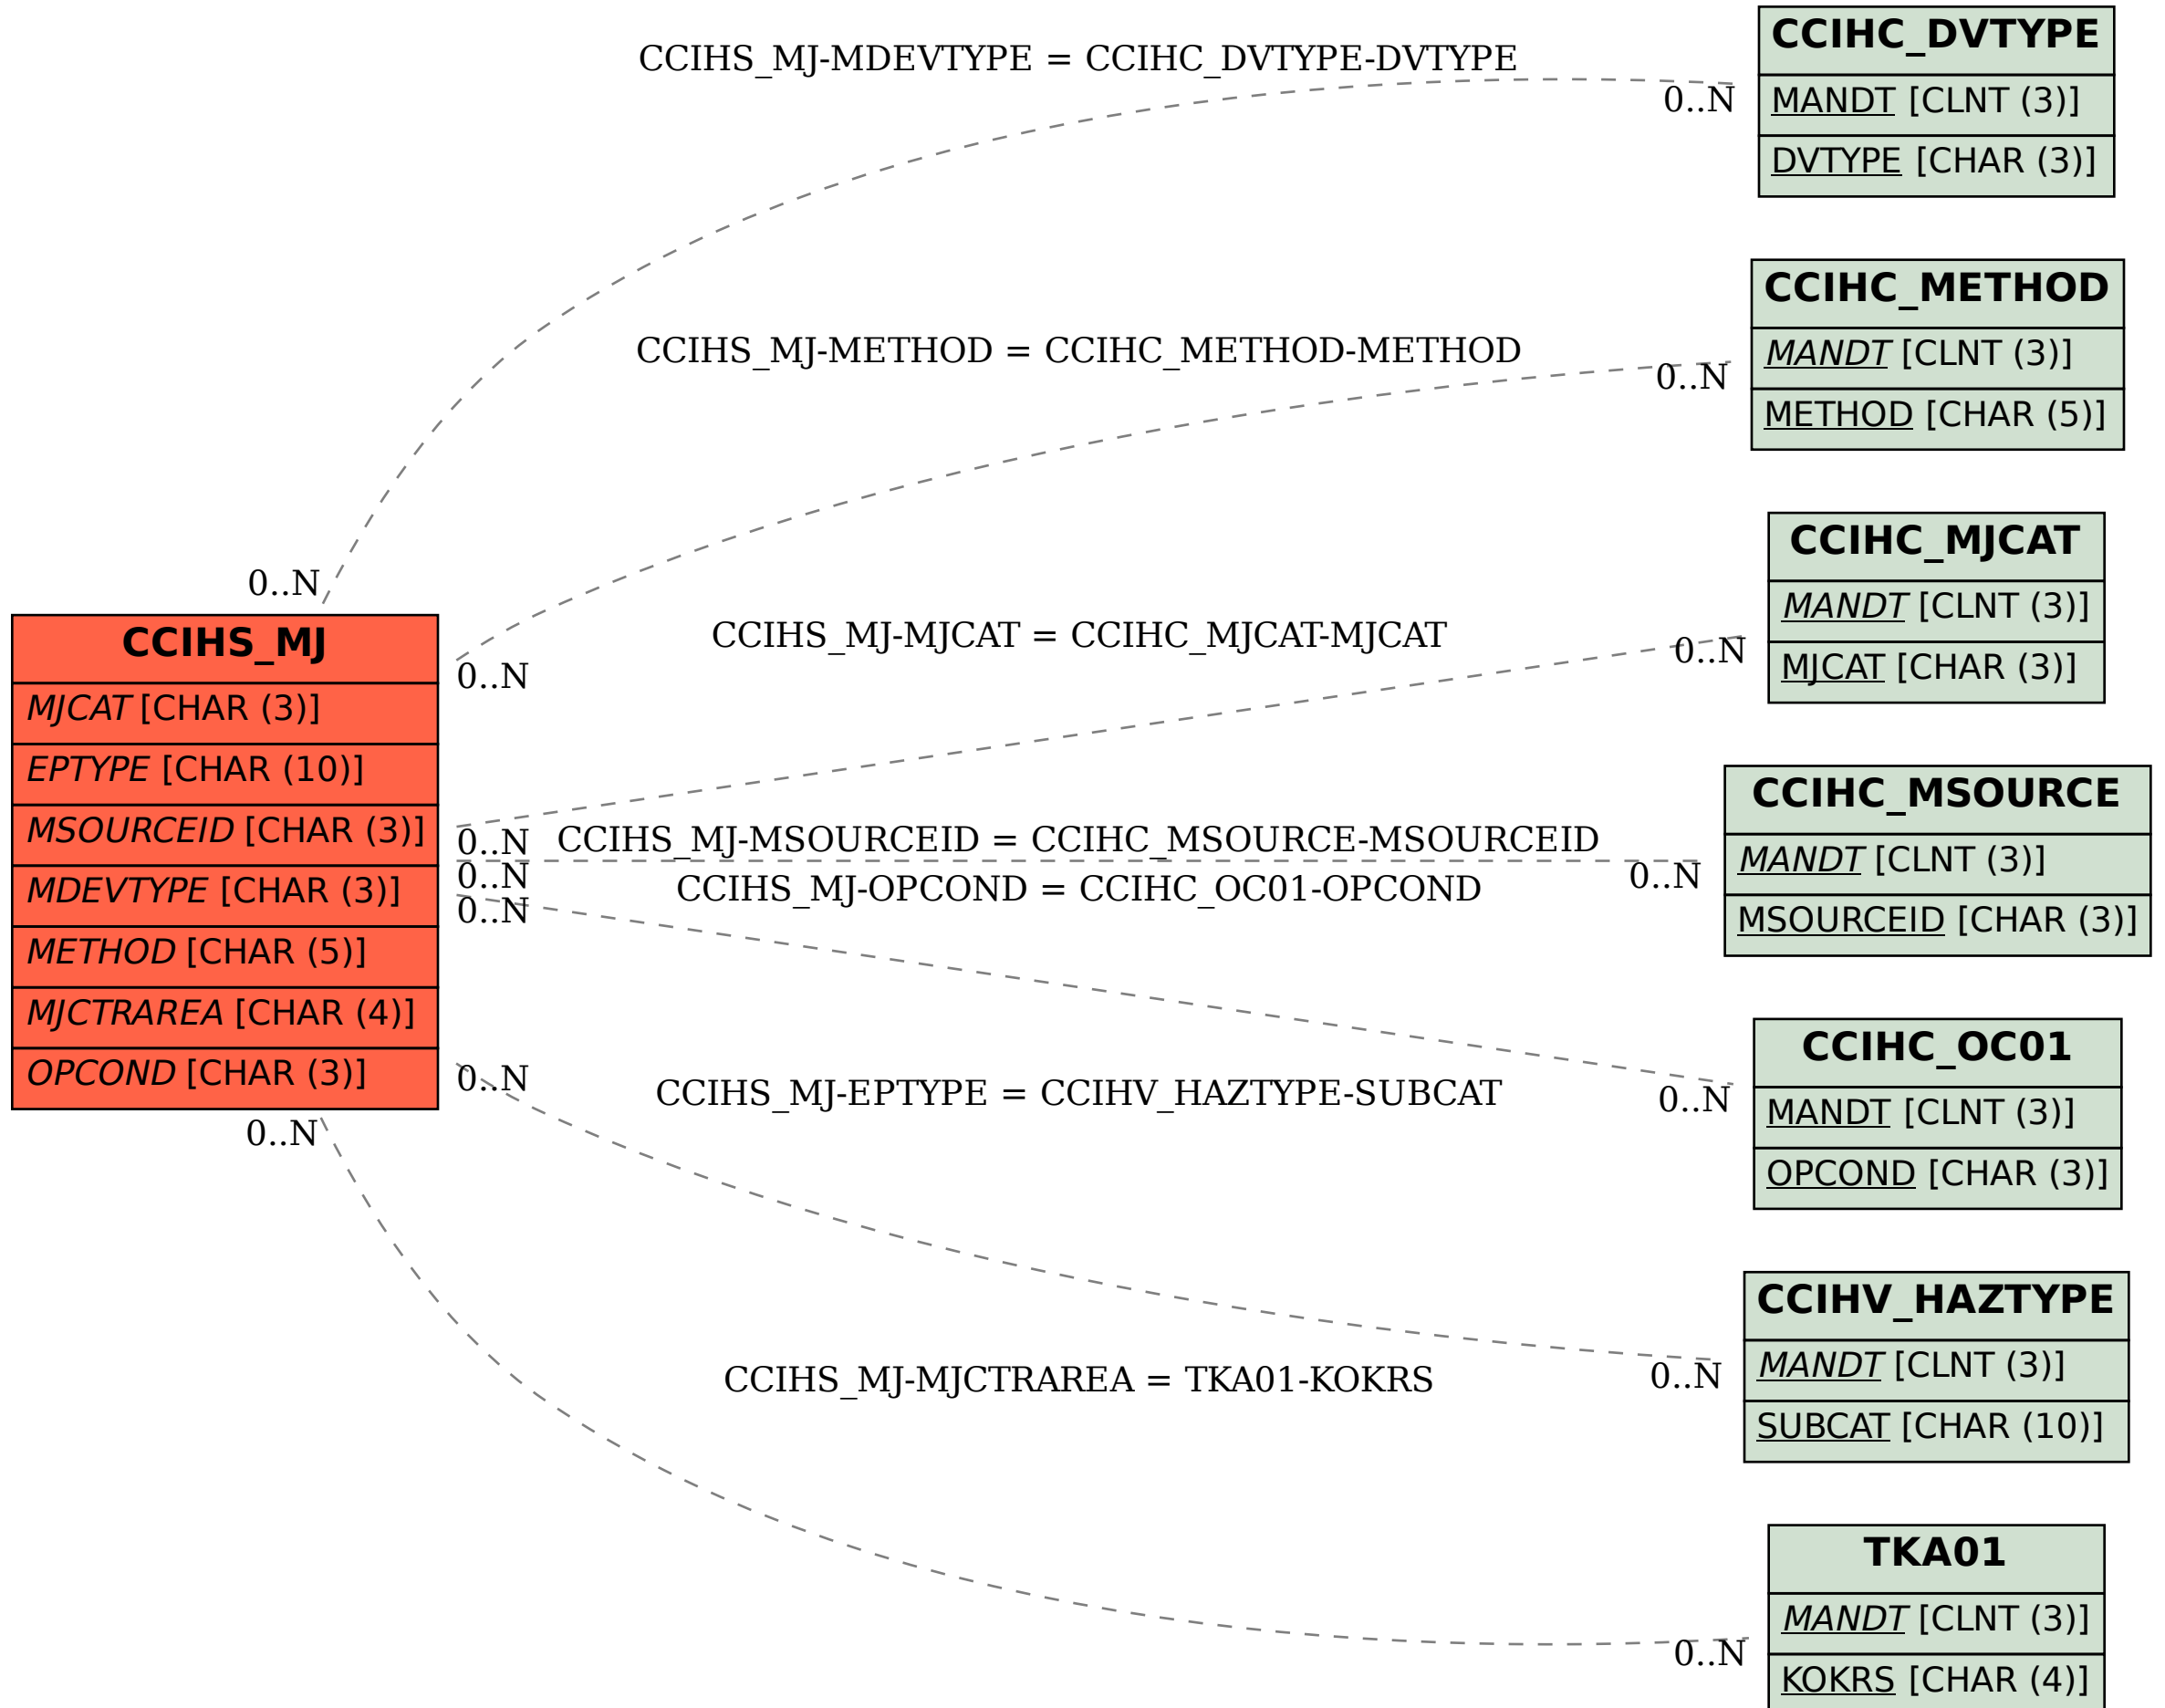 CCIHS_MJ
MJCAT [CHAR (3)]
EPTYPE [CHAR (10)]
MSOURCEID [CHAR (3)]
MDEVTYPE [CHAR (3)]
METHOD [CHAR (5)]
MJCTRAREA [CHAR (4)]
OPCOND [CHAR (3)]
CCIHS_MJ-MDEVTYPE = CCIHC_DVTYPE-DVTYPE
0..N
0..N
CCIHC_DVTYPE
MANDT [CLNT (3)]
DVTYPE [CHAR (3)]
CCIHS_MJ-METHOD = CCIHC_METHOD-METHOD
0..N
0..N
CCIHC_METHOD
MANDT [CLNT (3)]
METHOD [CHAR (5)]
CCIHS_MJ-MJCAT = CCIHC_MJCAT-MJCAT
0..N
0..N
CCIHC_MJCAT
MANDT [CLNT (3)]
MJCAT [CHAR (3)]
CCIHS_MJ-MSOURCEID = CCIHC_MSOURCE-MSOURCEID
0..N
0..N
CCIHC_MSOURCE
MANDT [CLNT (3)]
MSOURCEID [CHAR (3)]
CCIHS_MJ-OPCOND = CCIHC_OC01-OPCOND
0..N
0..N
CCIHC_OC01
MANDT [CLNT (3)]
OPCOND [CHAR (3)]
CCIHS_MJ-EPTYPE = CCIHV_HAZTYPE-SUBCAT
0..N
0..N
CCIHV_HAZTYPE
MANDT [CLNT (3)]
SUBCAT [CHAR (10)]
CCIHS_MJ-MJCTRAREA = TKA01-KOKRS
0..N
0..N
TKA01
MANDT [CLNT (3)]
KOKRS [CHAR (4)]